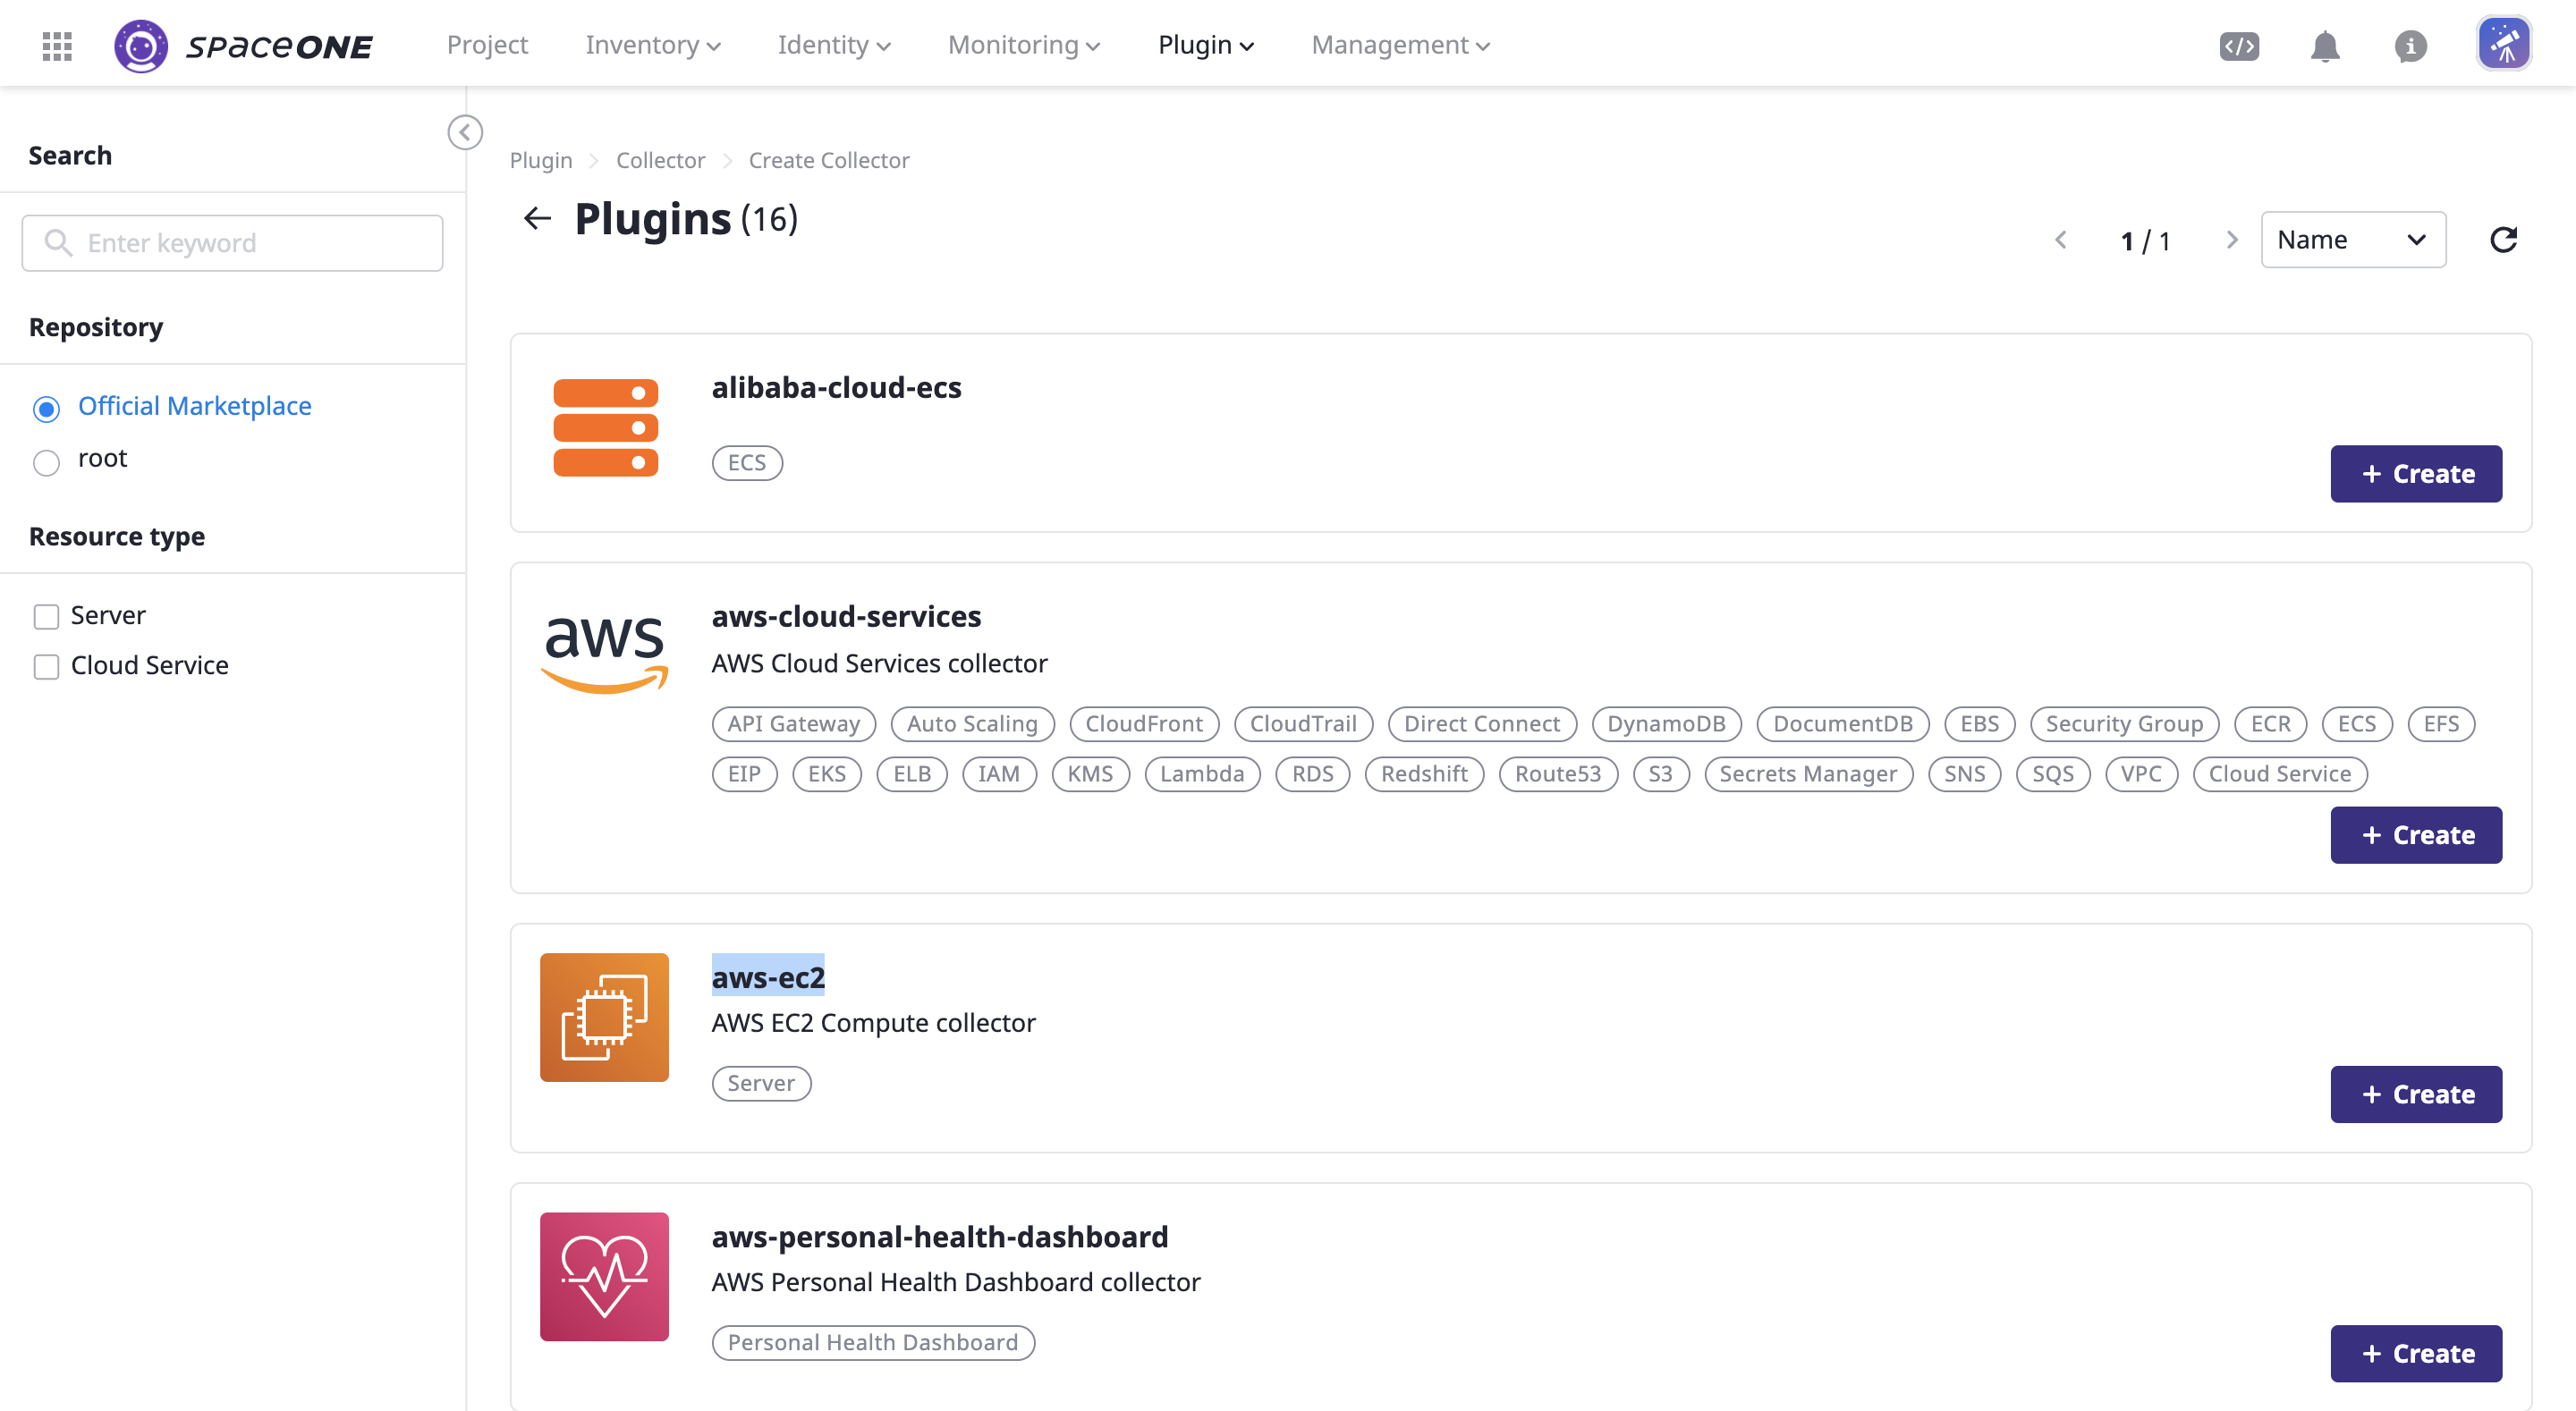 spaceONE Project Inventory Identity Monitoring Plugin Management
Search
Enter keyword
Repository
Official Marketplace
root
Resource type
Server
Cloud Service
Plugin Collector Create Collector
Plugins (16)
1 / 1 Name
alibaba-cloud-ecs
ECS
+ Create
aws
aws-cloud-services
AWS Cloud Services collector
API Gateway Auto Scaling CloudFront CloudTrail Direct Connect DynamoDB DocumentDB EBS Security Group ECR ECS EFS
EIP EKS ELB IAM KMS Lambda RDS Redshift Route53 S3 Secrets Manager SNS SQS VPC Cloud Service
+ Create
aws-ec2
AWS EC2 Compute collector
Server
+ Create
aws-personal-health-dashboard
AWS Personal Health Dashboard collector
Personal Health Dashboard
+ Create